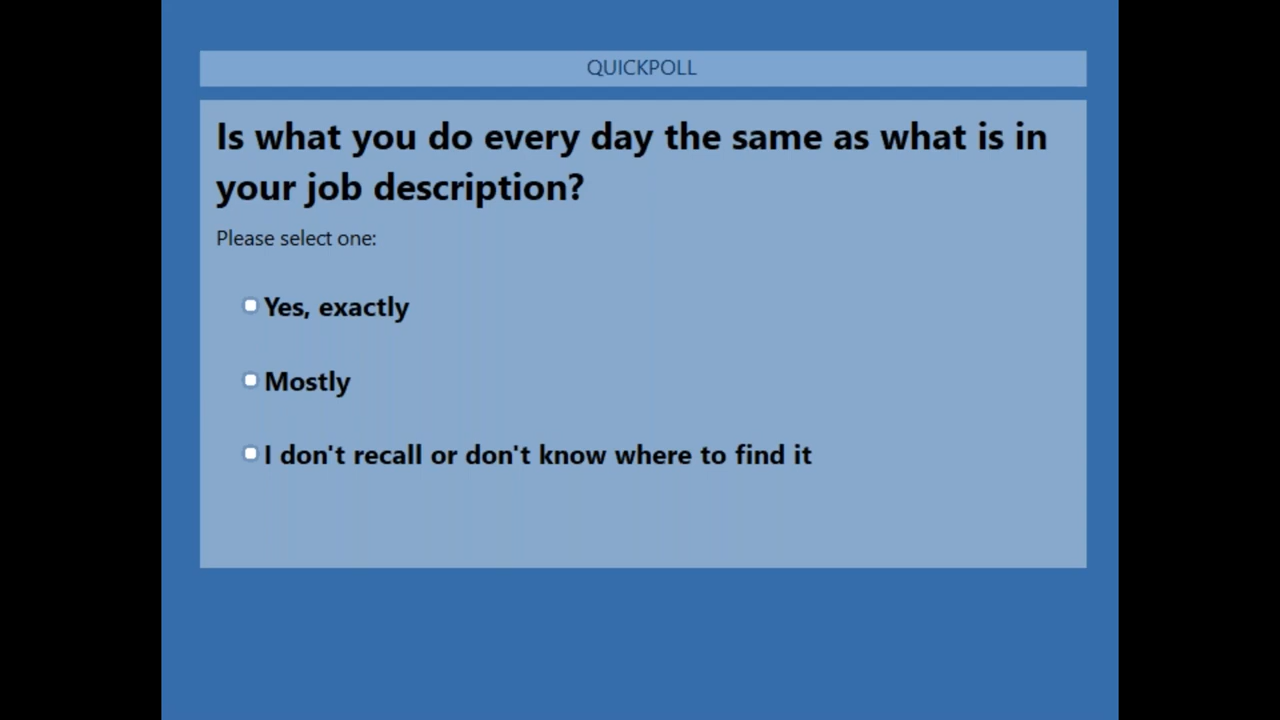 QUICKPOLL
Is what you do every day the same as what is in
your job description?
Please select one:
Yes, exactly
Mostly
I don't recall or don't know where to find it